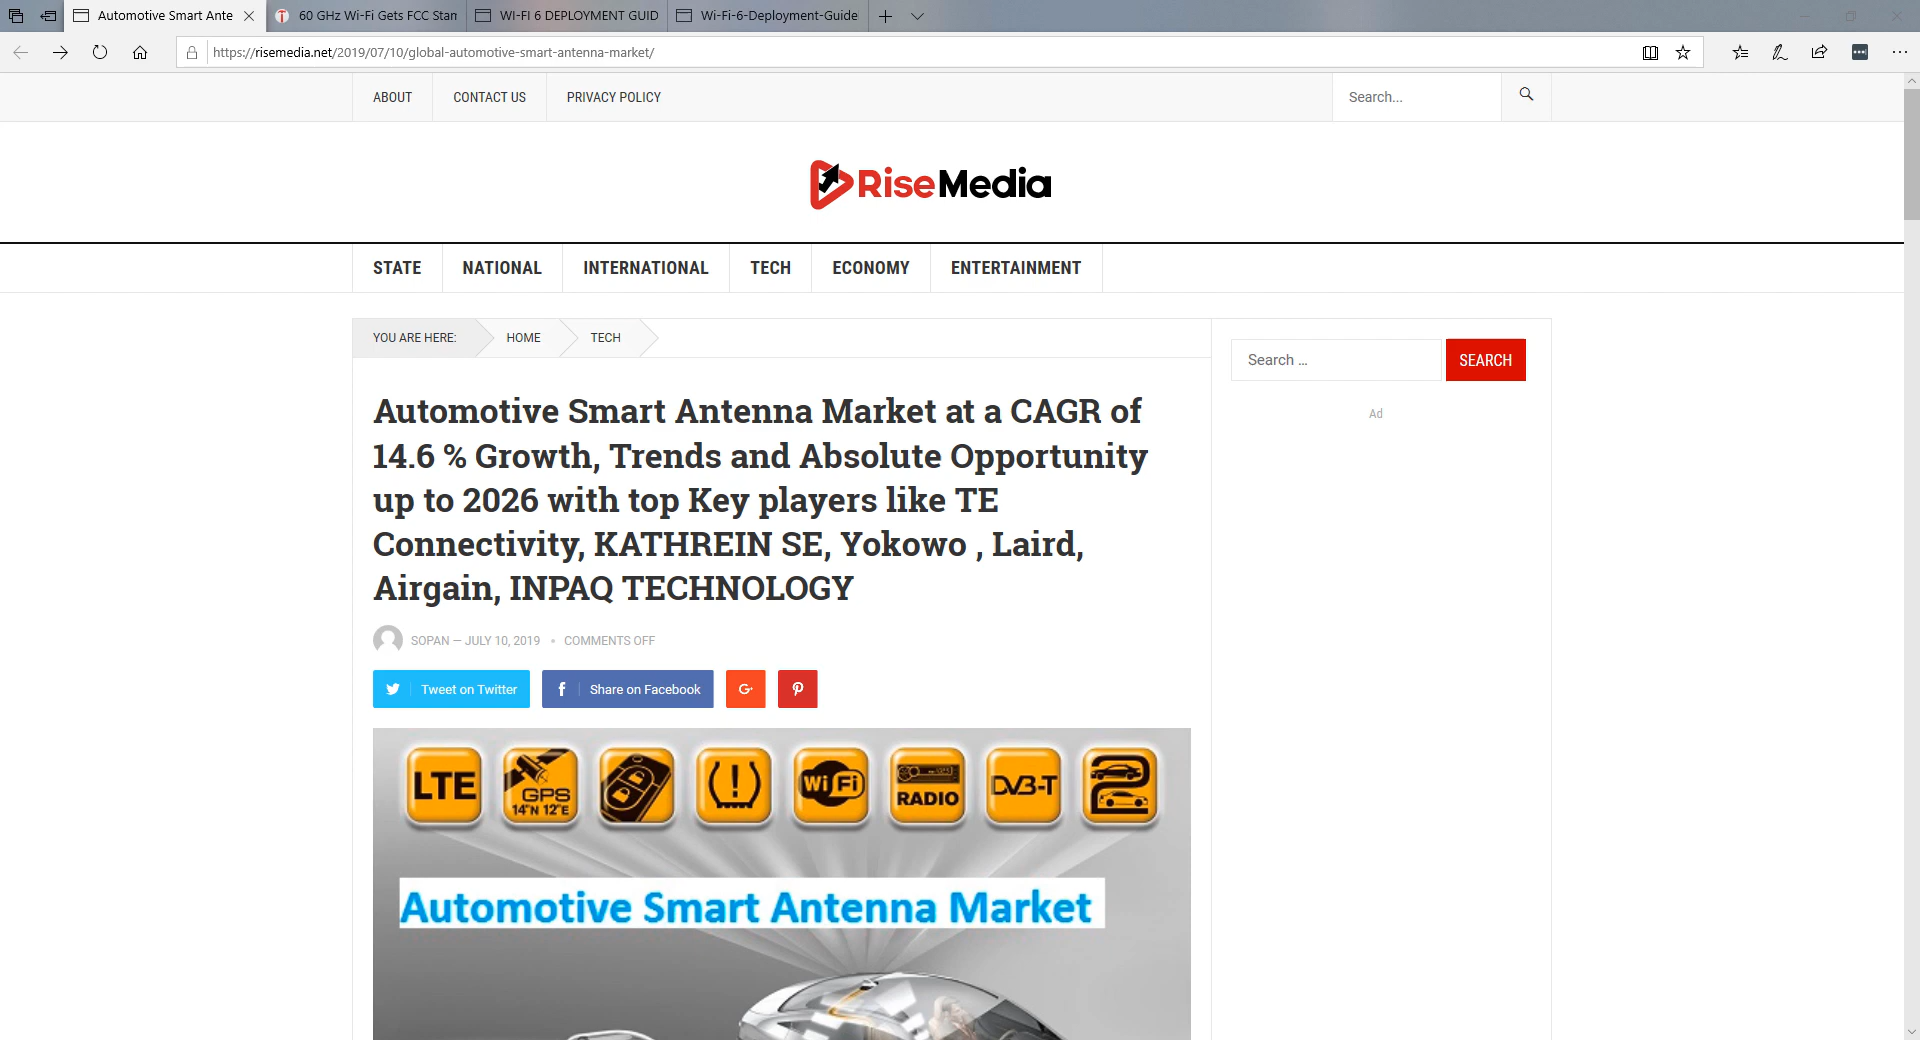 Automotive Smart Ante
60 GHz Wi-Fi Gets FCC Stam
WI-FI 6 DEPLOYMENT GUID
Wi-Fi-6-Deployment-Guide
https://risemedia.net/2019/07/10/global-automotive-smart-antenna-market/
ABOUT
CONTACT US
PRIVACY POLICY
Search...
RiseMedia
STATE
NATIONAL
INTERNATIONAL
TECH
ECONOMY
ENTERTAINMENT
YOU ARE HERE:
HOME
TECH
Search ...
SEARCH
Ad
Automotive Smart Antenna Market at a CAGR of
14.6 % Growth, Trends and Absolute Opportunity
up to 2026 with top Key players like TE
Connectivity, KATHREIN SE, Yokowo , Laird,
Airgain, INPAQ TECHNOLOGY
SOPAN — JULY 10, 2019 • COMMENTS OFF
Tweet on Twitter
Share on Facebook
G+
LTE
GPS
14°N 12°E
(!)
WiFi
RADIO
DVB-T
Automotive Smart Antenna Market